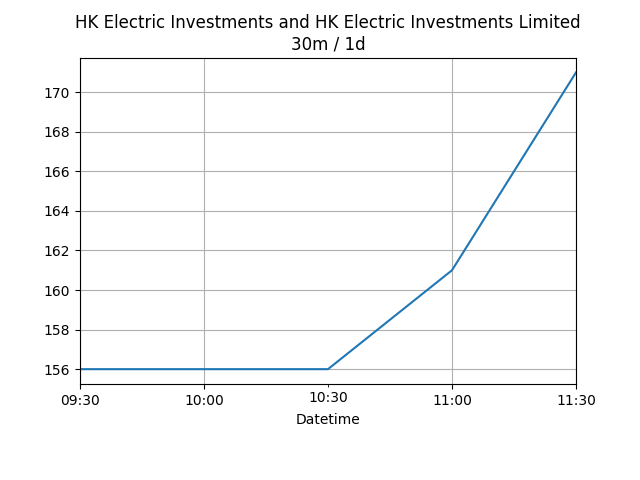 HK Electric Investments and HK Electric Investments Limited
30m / 1d
170
168
166
164
162
160
158
156
09:30 10:00 10:30 11:00 11:30
Datetime